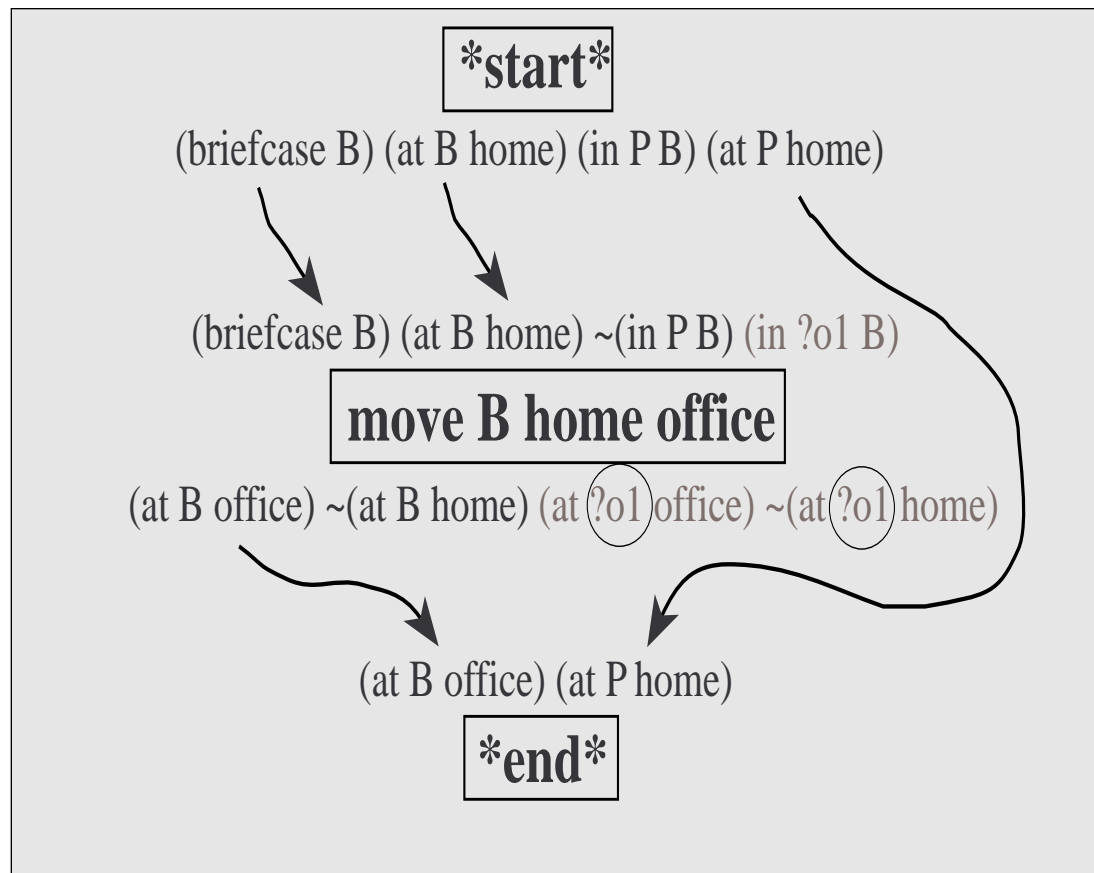 *start*
(briefcase B) (at B home) (in P B) (at P home)
(briefcase B) (at B home) ~(in P B) (in ?o1 B)
move B home office
(at B office) ~(at B home) (at ?o1 office) ~(at ?o1 home)
(at B office) (at P home)
*end*